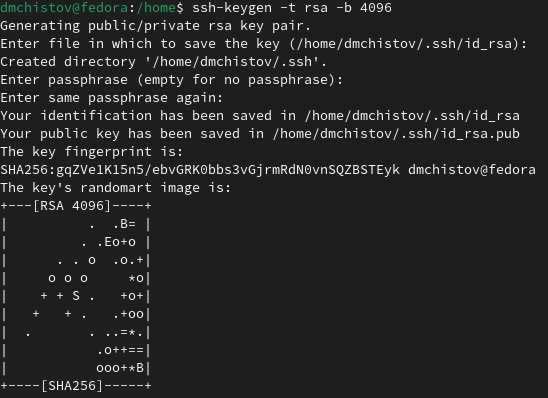 dmchistov@fedora:/home$ ssh-keygen -t rsa -b 4096
Generating public/private rsa key pair.
Enter file in which to save the key (/home/dmchistov/.ssh/id_rsa):
Created directory '/home/dmchistov/.ssh'.
Enter passphrase (empty for no passphrase):
Enter same passphrase again:
Your identification has been saved in /home/dmchistov/.ssh/id_rsa
Your public key has been saved in /home/dmchistov/.ssh/id_rsa.pub
The key fingerprint is:
SHA256:gqZVe1K15n5/ebvGRK0bbs3vGjrmRdN0vnSQZBSTEyk dmchistov@fedora
The key's randomart image is:
+---[RSA 4096]----+
|          .  .B= |
|         . .Eo+o |
|      . . o  .o.+|
|     o o o     *o|
|    + + S .   +o+|
|   +   + .   .+oo|
|  .       . ..=*.|
|           .o++==|
|           ooo+*B|
+----[SHA256]-----+